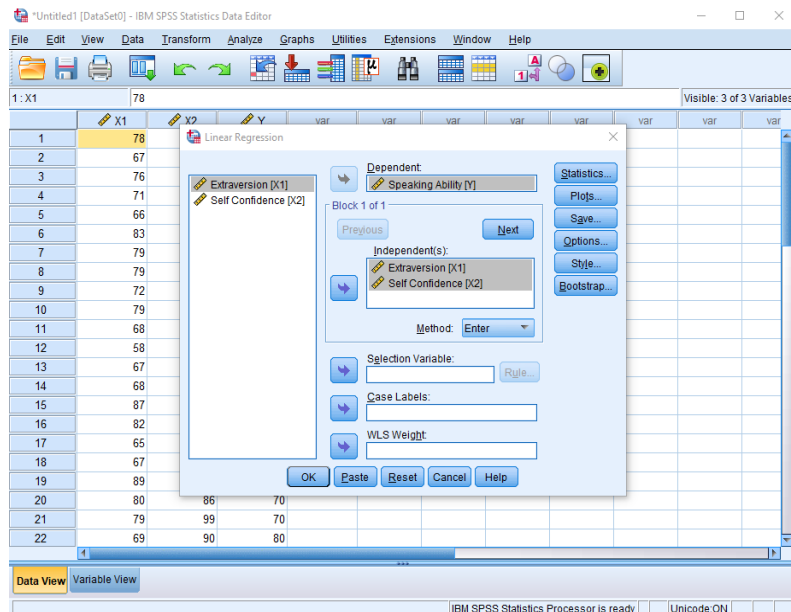 *Untitled1 [DataSet0] - IBM SPSS Statistics Data Editor
File Edit View Data Transform Analyze Graphs Utilities Extensions Window Help
A
14
1 : X1 78 Visible: 3 of 3 Variables
X1 X2 Y var var var var var var var var
Linear Regression
1 78
2 67
3 76
4 71
5 66
6 83
7 79
8 79
9 72
10 79
11 68
12 58
13 67
14 68
15 87
16 82
17 65
18 67
19 89
20 80 86 70
21 79 99 70
22 69 90 80
Extraversion [X1]
Self Confidence [X2]
Dependent:
Speaking Ability [Y]
Block 1 of 1
Previous Next
Independent(s):
Extraversion [X1]
Self Confidence [X2]
Method: Enter
Selection Variable:
Rule...
Case Labels:
WLS Weight:
Statistics...
Plots...
Save...
Options...
Style...
Bootstrap...
OK Paste Reset Cancel Help
Data View Variable View
IBM SPSS Statistics Processor is ready Unicode:ON